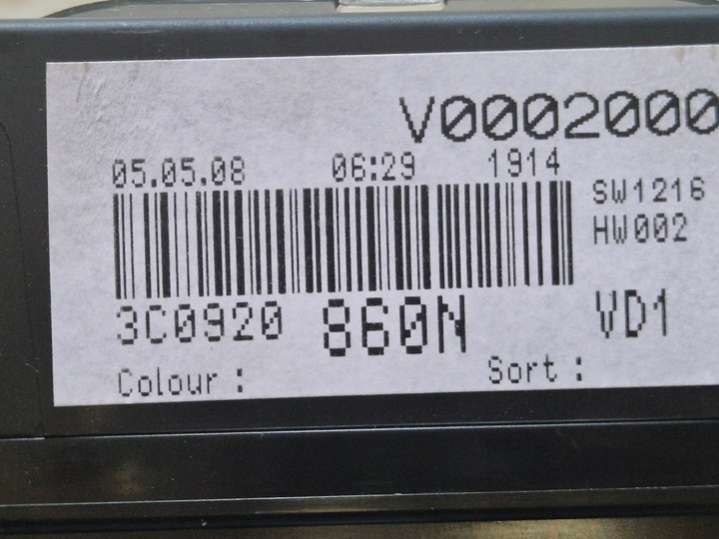 V0002000
05.05.08 06:29 1914
SW1216
HW002
3C0920 860N VD1
Colour : Sort :